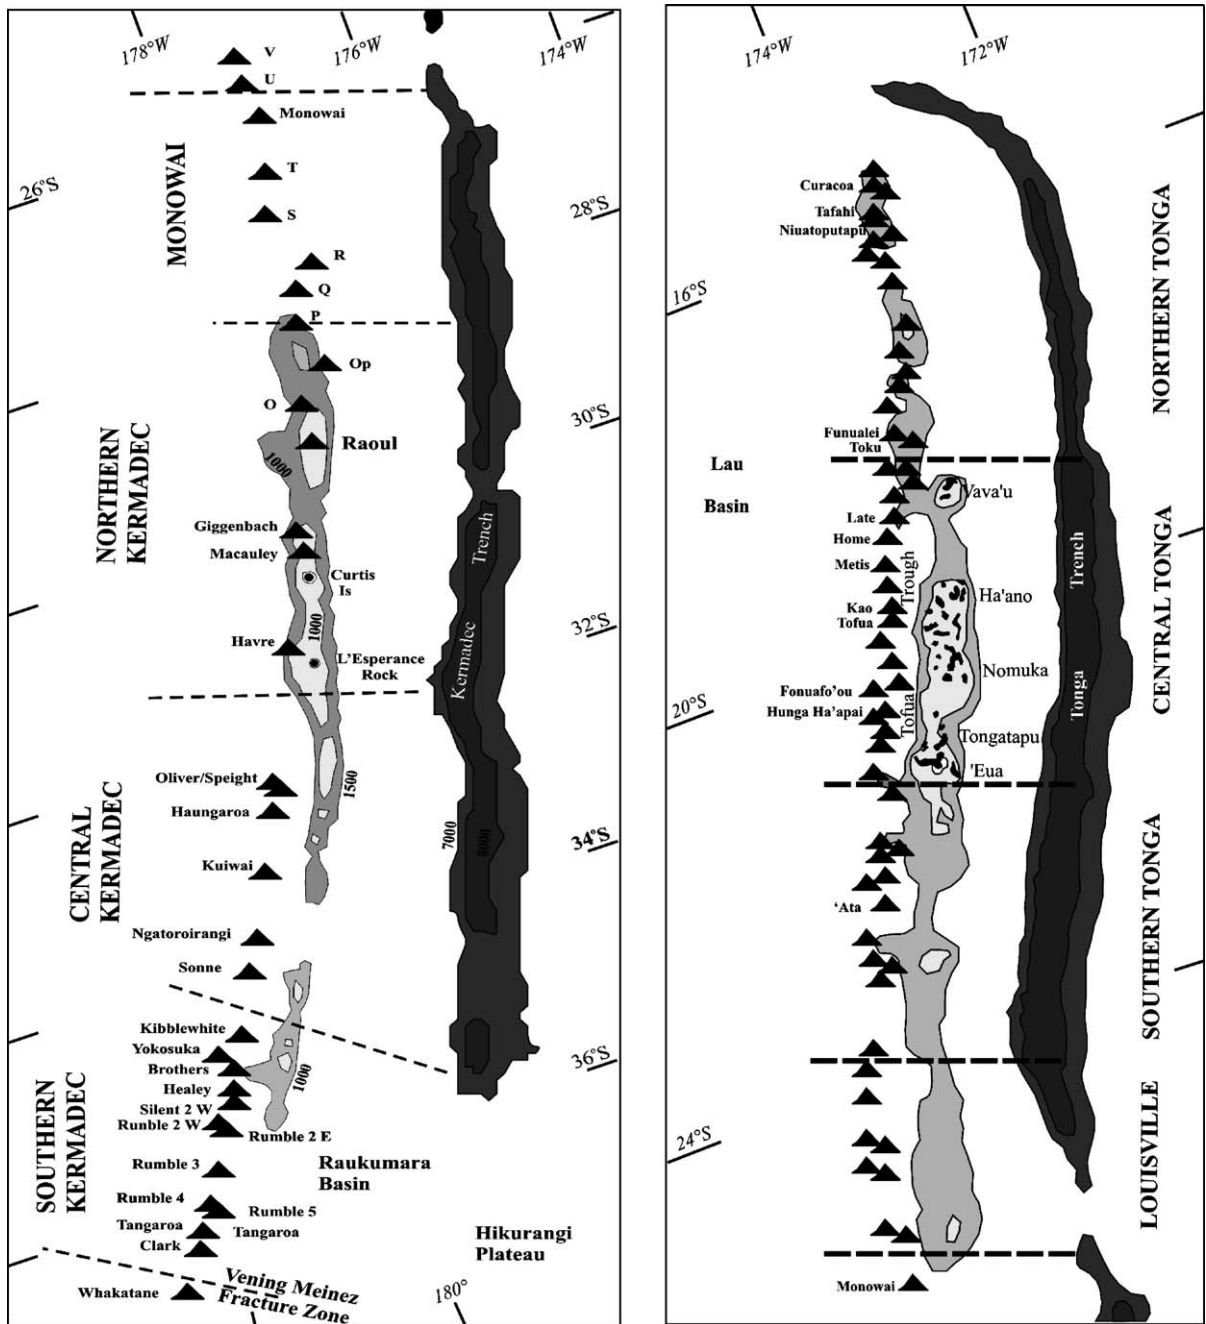 178°W
176°W
174°W
V
U
Monowai
T
26°S
S
28°S
MONOWAI
R
Q
P
Op
O
30°S
Raoul
1000
NORTHERN
KERMADEC
Giggenbach
Macauley
Trench
Curtis
Is
1000
32°S
Havre
L'Esperance
Rock
Kermadec
Oliver/Speight
1500
Haungaroa
7000
8000
34°S
CENTRAL
KERMADEC
Kuiwai
Ngatoroirangi
Sonne
Kibblewhite
36°S
Yokosuka
Brothers
1000
Healey
Silent 2 W
Runble 2 W
Rumble 2 E
SOUTHERN
KERMADEC
Rumble 3
Raukumara
Basin
Rumble 4
Rumble 5
Tangaroa
Tangaroa
Clark
Hikurangi
Plateau
Whakatane
Vening Meinez
Fracture Zone
180°
174°W
172°W
Curacoa
Tafahi
Niuatoputapu
NORTHERN TONGA
16°S
Funualei
Toku
Lau
Basin
Vava'u
Late
Home
Metis
Trough
Trench
Ha'ano
Kao
Tofua
CENTRAL TONGA
Nomuka
Fonuafo'ou
Hunga Ha'apai
Tofua
Tonga
20°S
Tongatapu
'Eua
SOUTHERN TONGA
'Ata
24°S
LOUISVILLE
Monowai